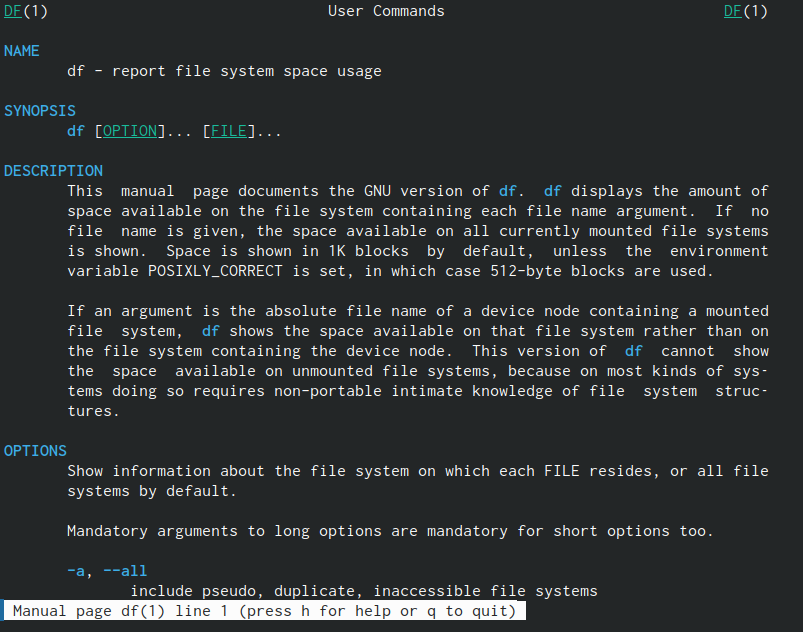 DF(1) User Commands DF(1)
NAME
df - report file system space usage
SYNOPSIS
df [OPTION]... [FILE]...
DESCRIPTION
This manual page documents the GNU version of df. df displays the amount of
space available on the file system containing each file name argument. If no
file name is given, the space available on all currently mounted file systems
is shown. Space is shown in 1K blocks by default, unless the environment
variable POSIXLY_CORRECT is set, in which case 512-byte blocks are used.
If an argument is the absolute file name of a device node containing a mounted
file system, df shows the space available on that file system rather than on
the file system containing the device node. This version of df cannot show
the space available on unmounted file systems, because on most kinds of sys-
tems doing so requires non-portable intimate knowledge of file system struc-
tures.
OPTIONS
Show information about the file system on which each FILE resides, or all file
systems by default.
Mandatory arguments to long options are mandatory for short options too.
-a, --all
include pseudo, duplicate, inaccessible file systems
Manual page df(1) line 1 (press h for help or q to quit)